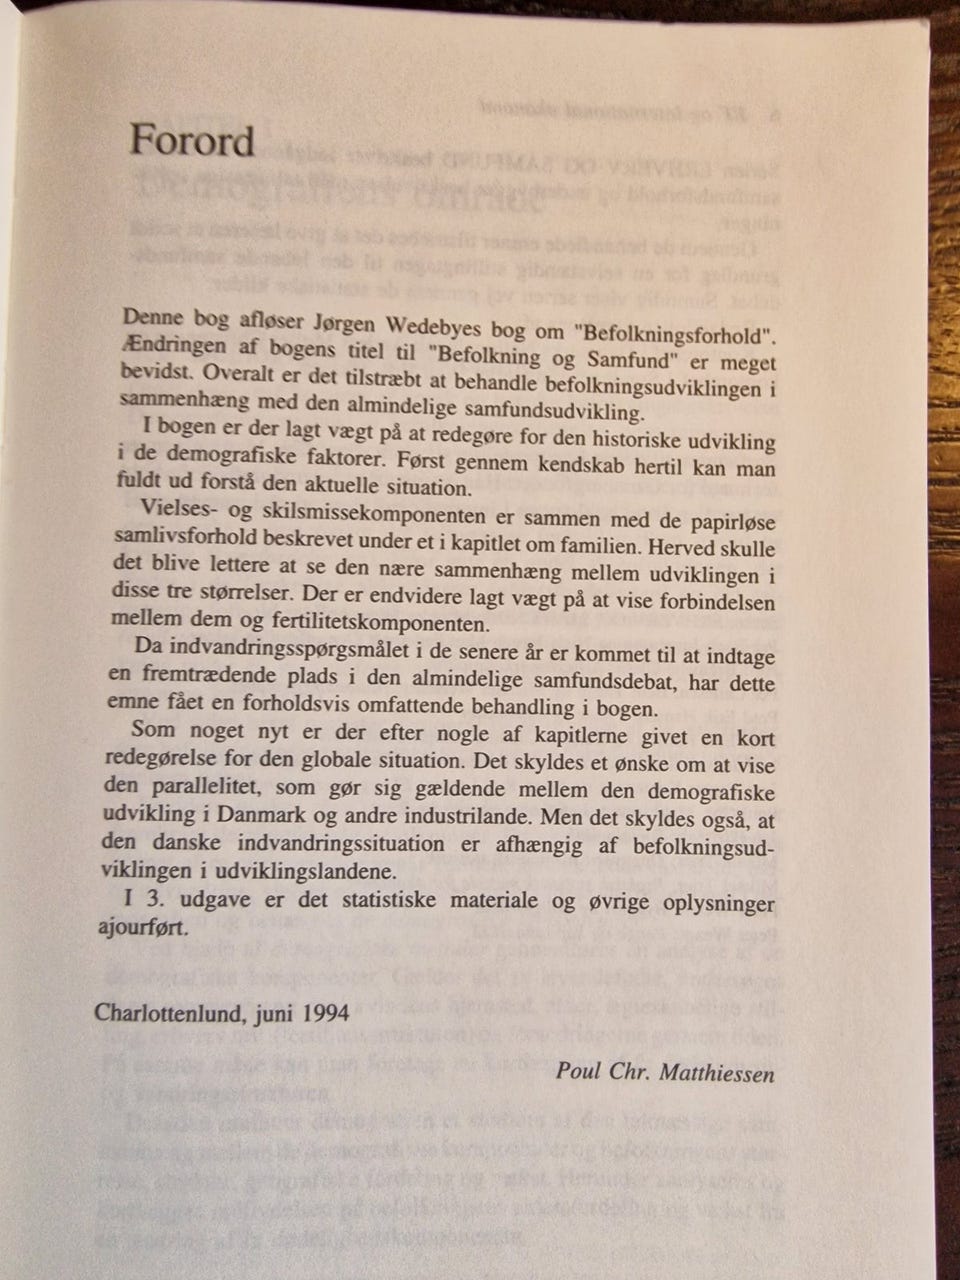 Forord
Denne bog afløser Jørgen Wedebyes bog om "Befolkningsforhold".
Ændringen af bogens titel til "Befolkning og Samfund" er meget
bevidst. Overalt er det tilstræbt at behandle befolkningsudviklingen i
sammenhæng med den almindelige samfundsudvikling.
I bogen er der lagt vægt på at redegøre for den historiske udvikling
i de demografiske faktorer. Først gennem kendskab hertil kan man
fuldt ud forstå den aktuelle situation.
Vielses- og skilsmissekomponenten er sammen med de papirløse
samlivsforhold beskrevet under et i kapitlet om familien. Herved skulle
det blive lettere at se den nære sammenhæng mellem udviklingen i
disse tre størrelser. Der er endvidere lagt vægt på at vise forbindelsen
mellem dem og fertilitetskomponenten.
Da indvandringsspørgsmålet i de senere år er kommet til at indtage
en fremtrædende plads i den almindelige samfundsdebat, har dette
emne fået en forholdsvis omfattende behandling i bogen.
Som noget nyt er der efter nogle af kapitlerne givet en kort
redegørelse for den globale situation. Det skyldes et ønske om at vise
den parallelitet, som gør sig gældende mellem den demografiske
udvikling i Danmark og andre industrilande. Men det skyldes også, at
den danske indvandringssituation er afhængig af befolkningsud-
viklingen i udviklingslandene.
I 3. udgave er det statistiske materiale og øvrige oplysninger
ajourført.
Charlottenlund, juni 1994
Poul Chr. Matthiessen